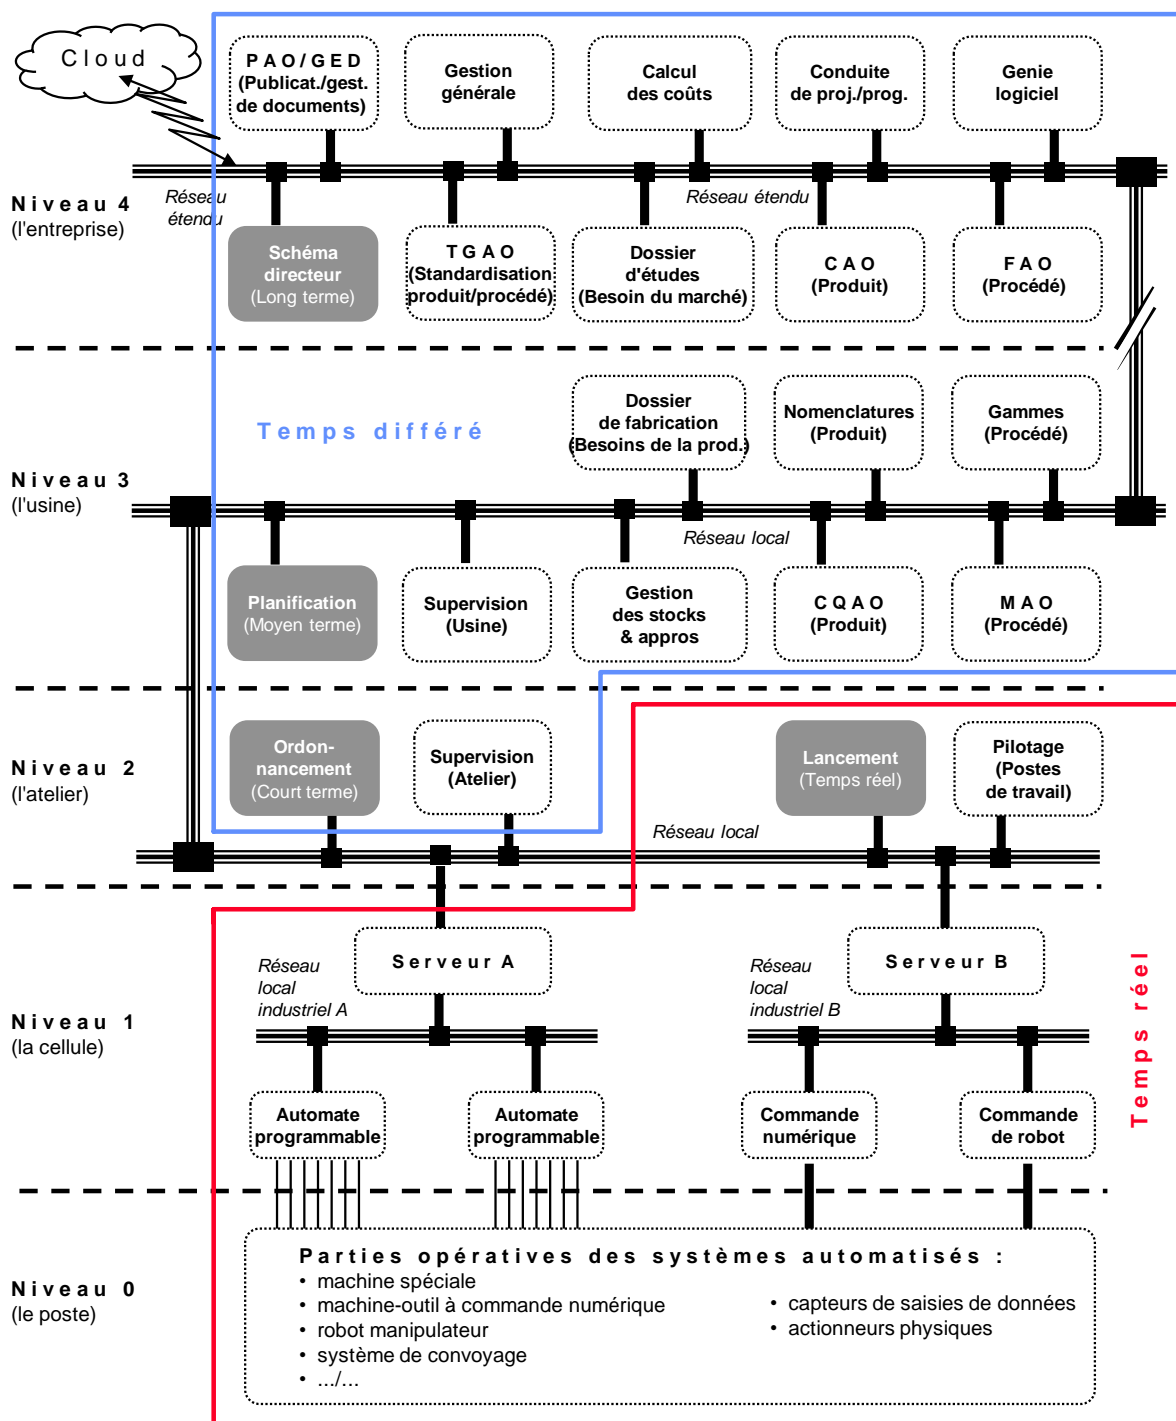 Cloud
PAO/GED
(Publicat./gest.
de documents)
Gestion
générale
Calcul
des coûts
Conduite
de proj./prog.
Genie
logiciel
Niveau 4
(l'entreprise)
Réseau
étendu
Réseau étendu
Schéma
directeur
(Long terme)
TGAO
(Standardisation
produit/procédé)
Dossier
d'études
(Besoin du marché)
CAO
(Produit)
FAO
(Procédé)
Temps différé
Dossier
de fabrication
(Besoins de la prod.)
Nomenclatures
(Produit)
Gammes
(Procédé)
Niveau 3
(l'usine)
Réseau local
Planification
(Moyen terme)
Supervision
(Usine)
Gestion
des stocks
& appros
CQAO
(Produit)
MAO
(Procédé)
Niveau 2
(l'atelier)
Ordon-
nancement
(Court terme)
Supervision
(Atelier)
Lancement
(Temps réel)
Pilotage
(Postes
de travail)
Réseau local
Serveur A
Serveur B
Réseau
local
industriel A
Réseau
local
industriel B
Niveau 1
(la cellule)
Temps réel
Automate
programmable
Automate
programmable
Commande
numérique
Commande
de robot
Niveau 0
(le poste)
Parties opératives des systèmes automatisés :
• machine spéciale
• machine-outil à commande numérique
• robot manipulateur
• système de convoyage
• .../...
• capteurs de saisies de données
• actionneurs physiques